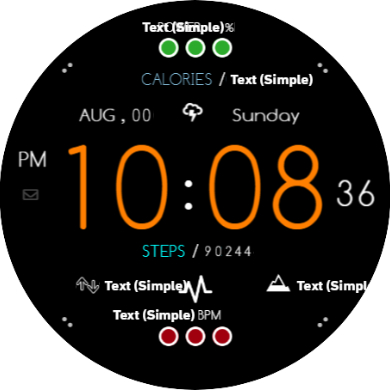 Text (Simple) %
CALORIES / Text (Simple)
AUG , 00 Sunday
PM 10:08 36
STEPS / 90244
Text (Simple) Text (Simpl
Text (Simple) BPM